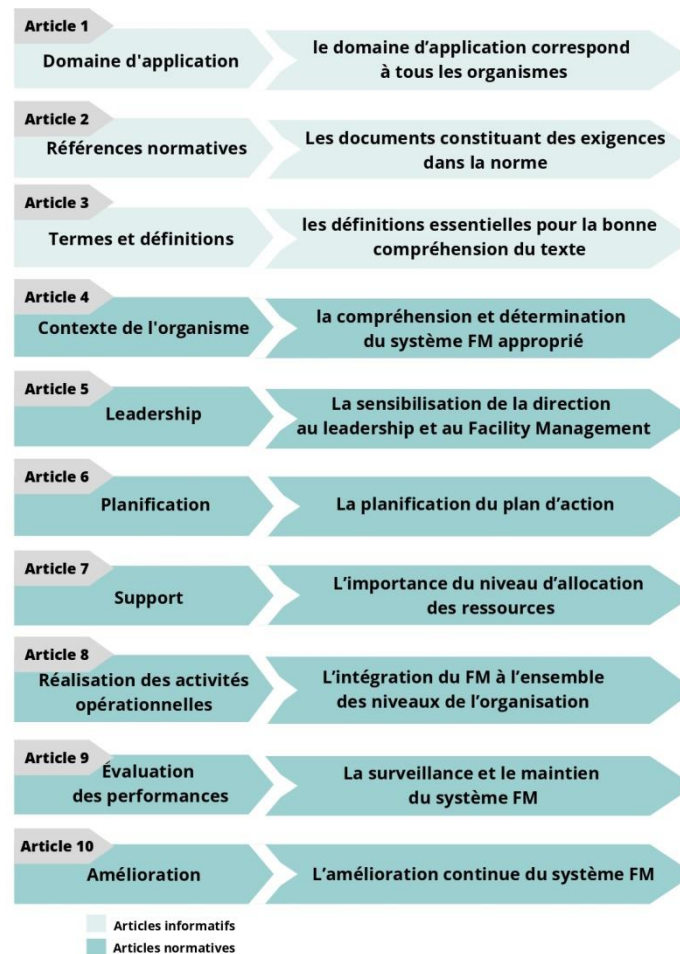 Article 1
Domaine d'application
le domaine d’application correspond
à tous les organismes
Article 2
Références normatives
Les documents constituant des exigences
dans la norme
Article 3
Termes et définitions
les définitions essentielles pour la bonne
compréhension du texte
Article 4
Contexte de l'organisme
la compréhension et détermination
du système FM approprié
Article 5
Leadership
La sensibilisation de la direction
au leadership et au Facility Management
Article 6
Planification
La planification du plan d’action
Article 7
Support
L’importance du niveau d’allocation
des ressources
Article 8
Réalisation des activités
opérationnelles
L’intégration du FM à l’ensemble
des niveaux de l’organisation
Article 9
Évaluation
des performances
La surveillance et le maintien
du système FM
Article 10
Amélioration
L’amélioration continue du système FM
Articles informatifs
Articles normatives